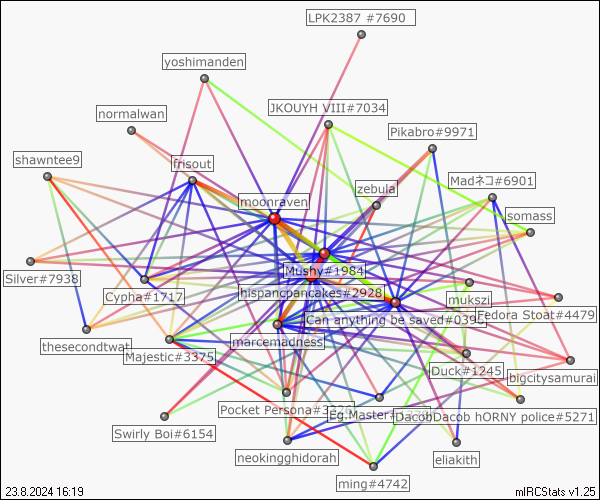 LPK2387 #7690
yoshimanden
JKOUYH VIII#7034
normalwan
Pikabro#9971
shawntee9
frisout
Madネコ#6901
zebula
moonraven
somass
Mushy#1984
Silver#7938
hispancpancakes#2928
mukszi
Cypha#1717
Can anything be saved#039
Fedora Stoat#4479
thesecondtwat
marcemadness
Majestic#3375
Duck#1245
bigcitysamurai
Pocket Persona#33
Eg.Master#
DacobDacob hORNY police#5271
Swirly Boi#6154
neokingghidorah
eliakith
ming#4742
23.8.2024 16:19
mIRCStats v1.25